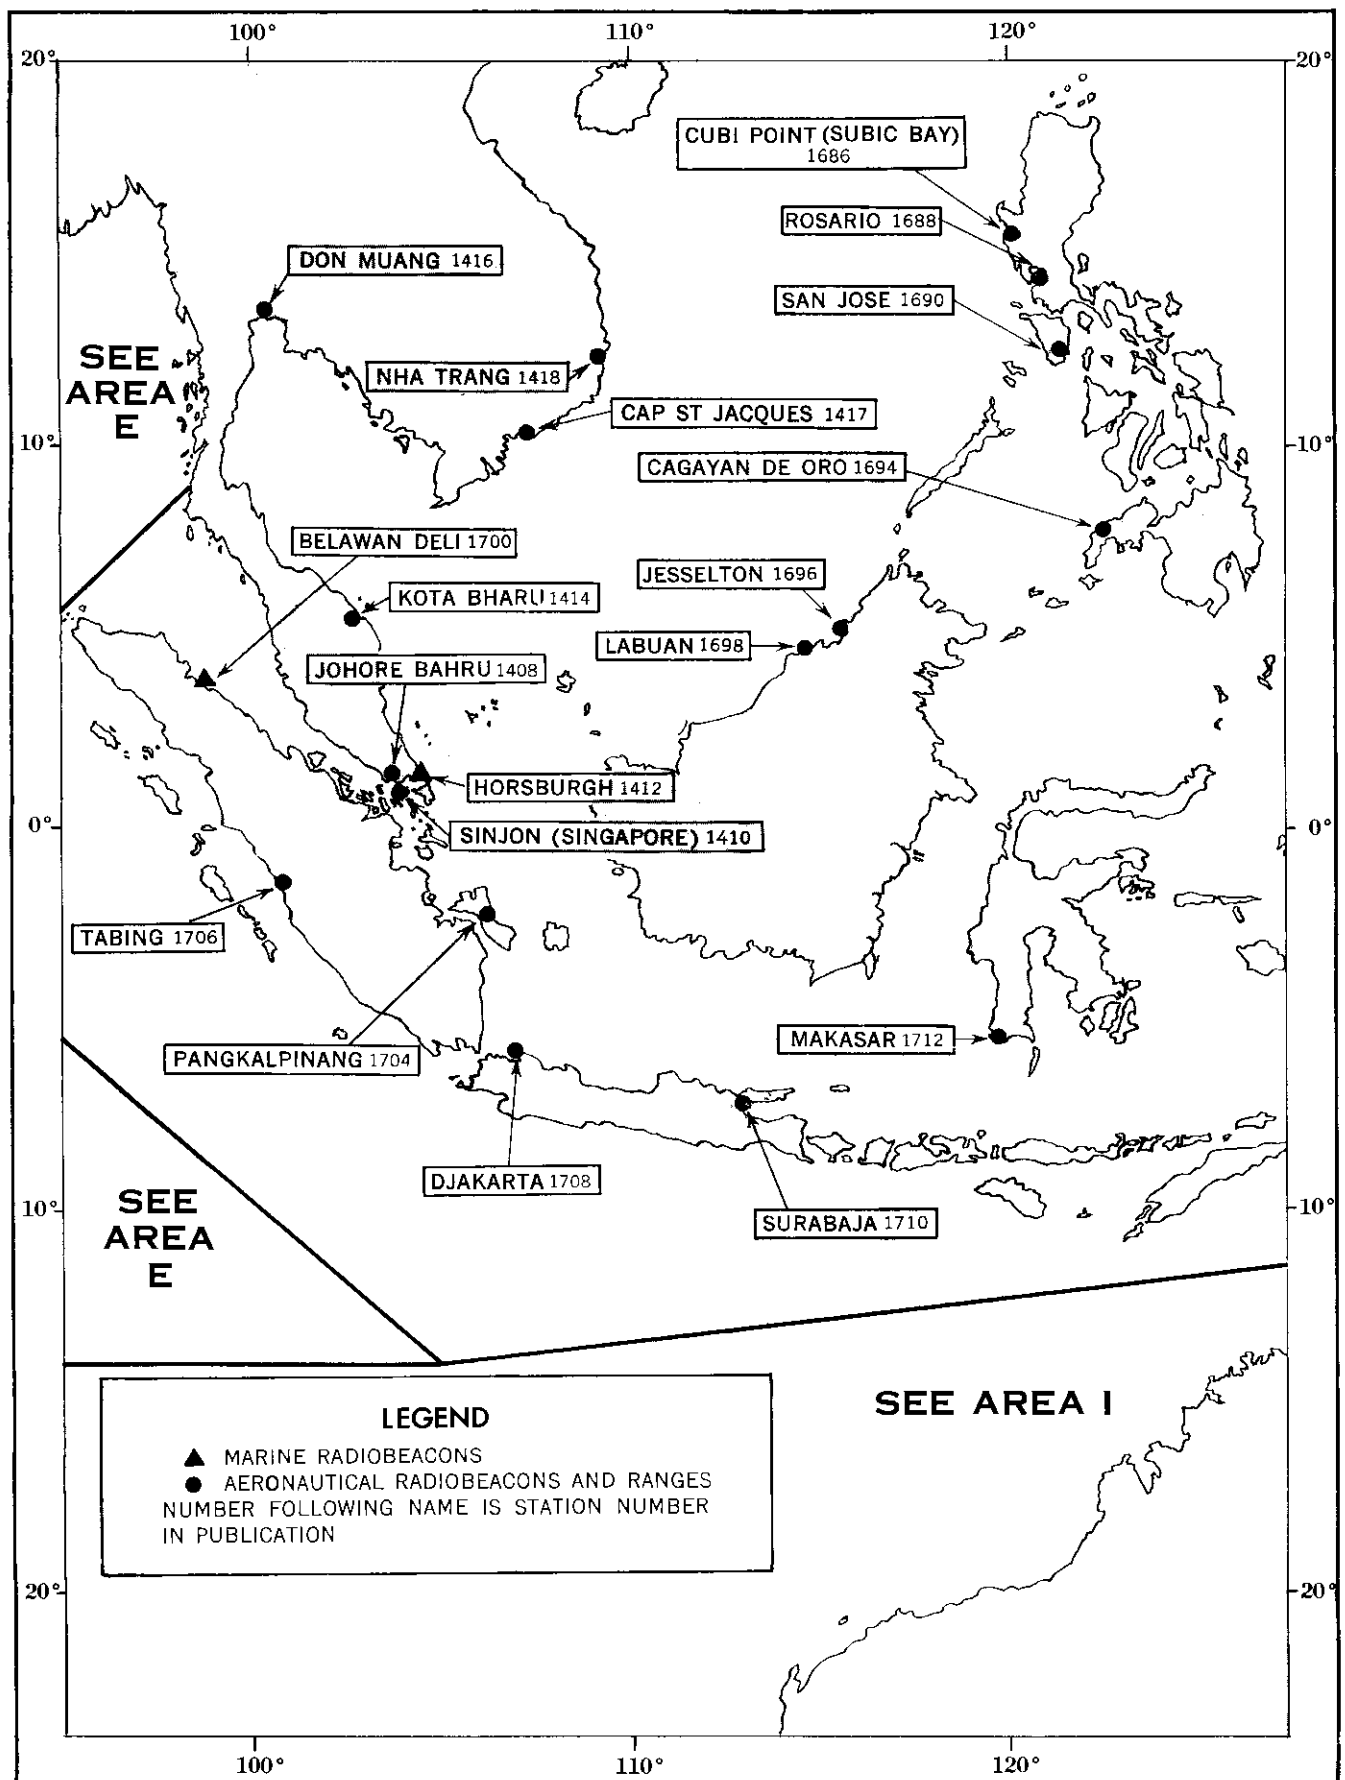 100°
110°
120°
20°
20°
CUBI POINT (SUBIC BAY)
1686
ROSARIO 1688
DON MUANG 1416
SAN JOSE 1690
SEE
AREA
E
NHA TRANG 1418
CAP ST JACQUES 1417
10°
10°
CAGAYAN DE ORO 1694
BELAWAN DELI 1700
JESSELTON 1696
KOTA BHARU 1414
LABUAN 1698
JOHORE BAHRU 1408
HORSBURGH 1412
0°
0°
SINJON (SINGAPORE) 1410
TABING 1706
MAKASAR 1712
PANGKALPINANG 1704
DJAKARTA 1708
SEE
AREA
E
10°
10°
SURABAJA 1710
LEGEND
MARINE RADIOBEACONS
AERONAUTICAL RADIOBEACONS AND RANGES
NUMBER FOLLOWING NAME IS STATION NUMBER
IN PUBLICATION
SEE AREA I
20°
20°
100°
110°
120°